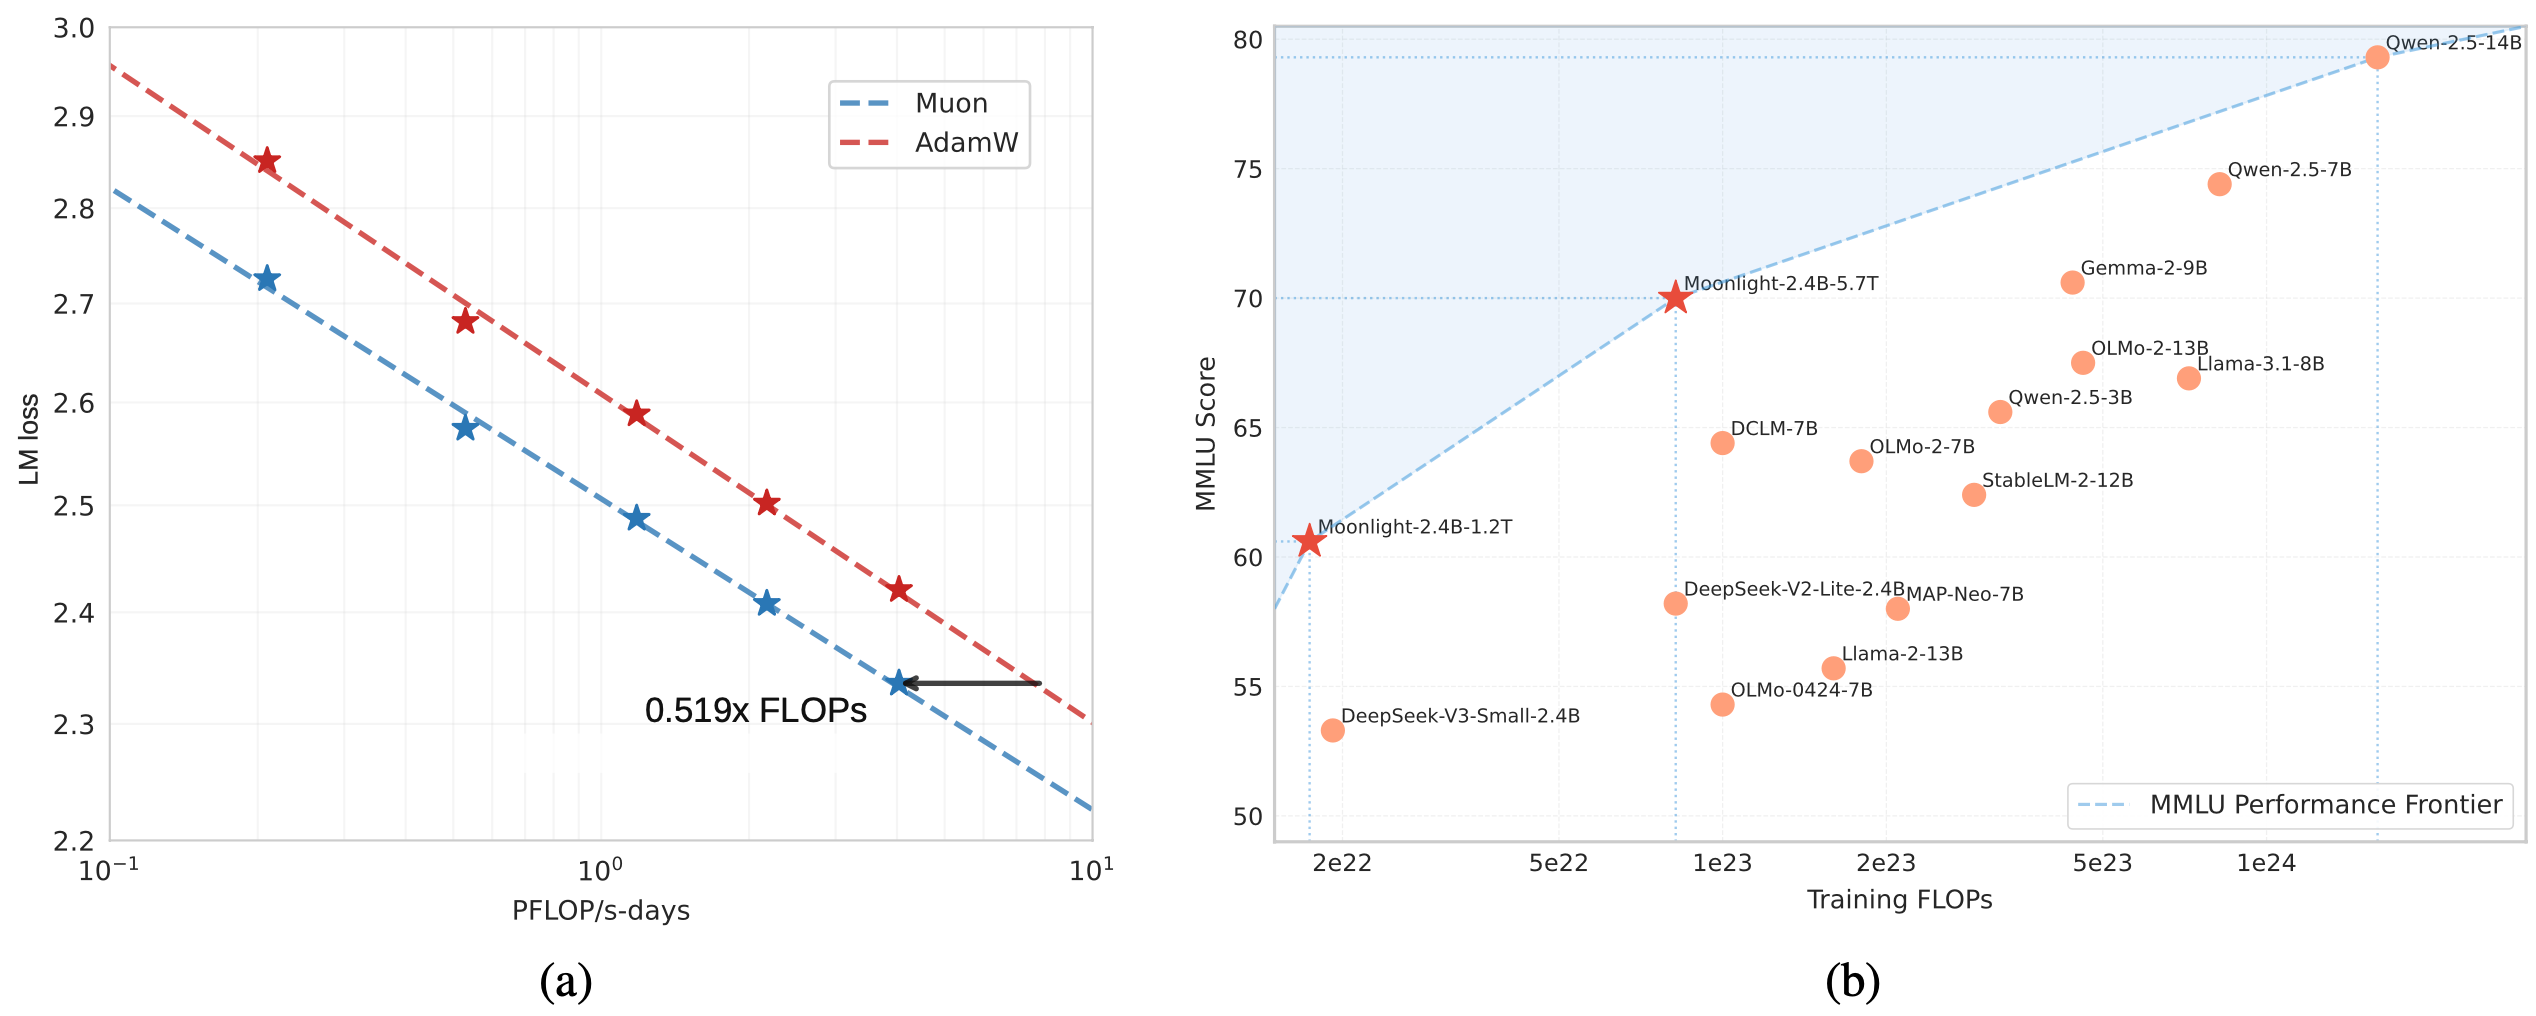 3.0
2.9
2.8
2.7
2.6
2.5
2.4
2.3
2.2
LM loss
Muon
AdamW
0.519x FLOPs
10⁻¹
10⁰
10¹
PFLOP/s-days
(a)
80
75
70
65
60
55
50
MMLU Score
Qwen-2.5-14B
Qwen-2.5-7B
Gemma-2-9B
Moonlight-2.4B-5.7T
OLMo-2-13B
Llama-3.1-8B
Qwen-2.5-3B
DCLM-7B
OLMo-2-7B
StableLM-2-12B
Moonlight-2.4B-1.2T
DeepSeek-V2-Lite-2.4B
MAP-Neo-7B
Llama-2-13B
OLMo-0424-7B
DeepSeek-V3-Small-2.4B
MMLU Performance Frontier
2e22
5e22
1e23
2e23
5e23
1e24
Training FLOPs
(b)